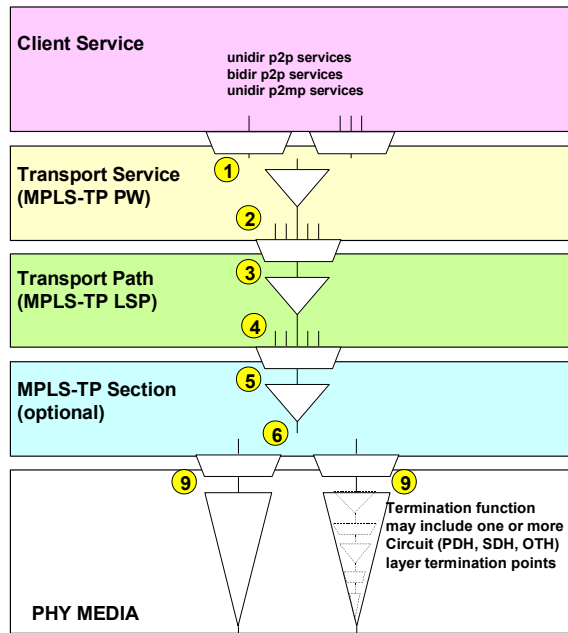 Client Service
unidir p2p services
bidir p2p services
unidir p2mp services
1
Transport Service
(MPLS-TP PW)
2
3
Transport Path
(MPLS-TP LSP)
4
5
MPLS-TP Section
(optional)
6
9
9
Termination function
may include one or more
Circuit (PDH, SDH, OTH)
layer termination points
PHY MEDIA